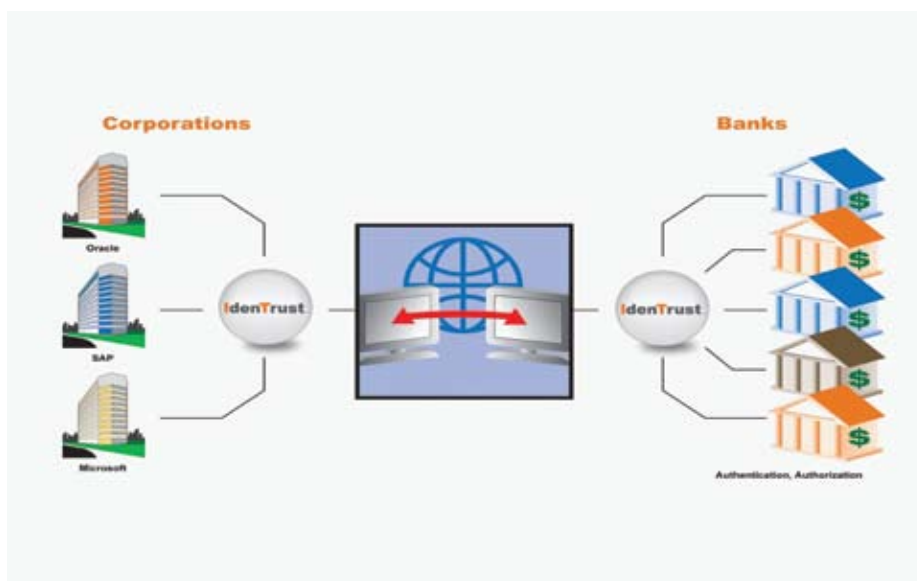 Corporations
Banks
Oracle
IdenTrust
IdenTrust
SAP
Microsoft
$
$
$
$
$
Authentication, Authorization